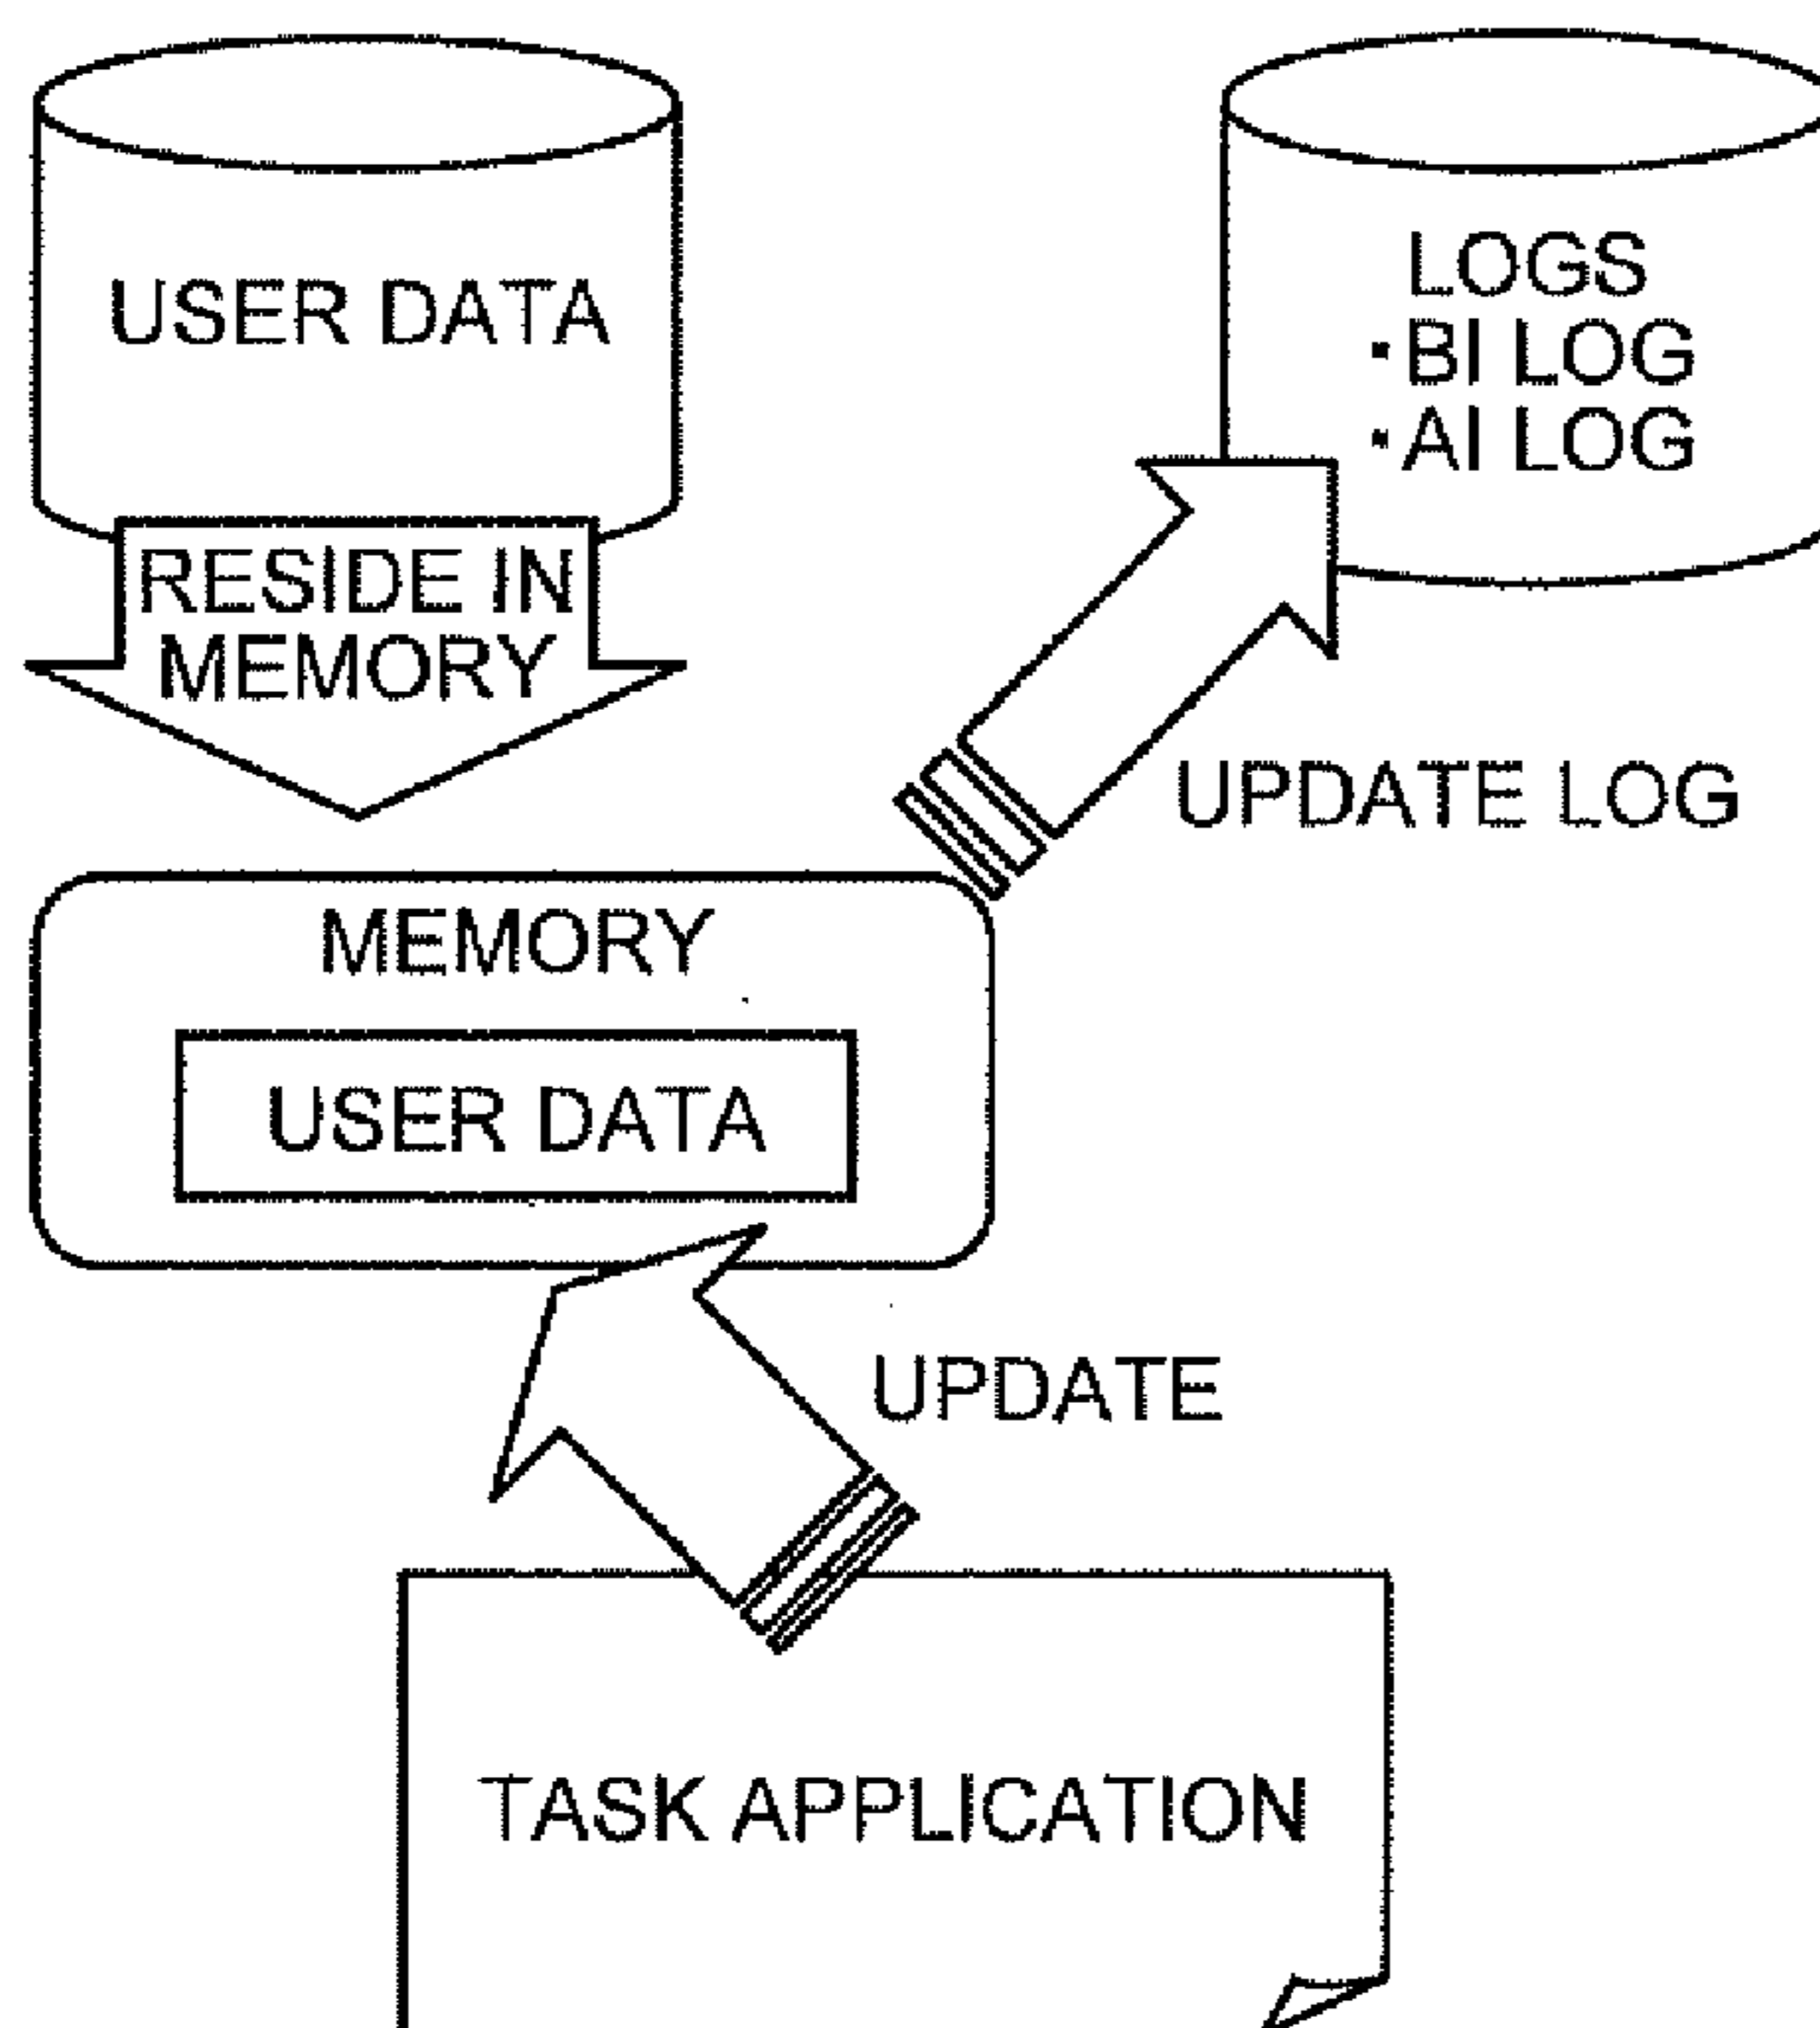 USER DATA
LOGS
▪BI LOG
▪AI LOG
RESIDE IN
MEMORY
UPDATE LOG
MEMORY
USER DATA
UPDATE
TASK APPLICATION